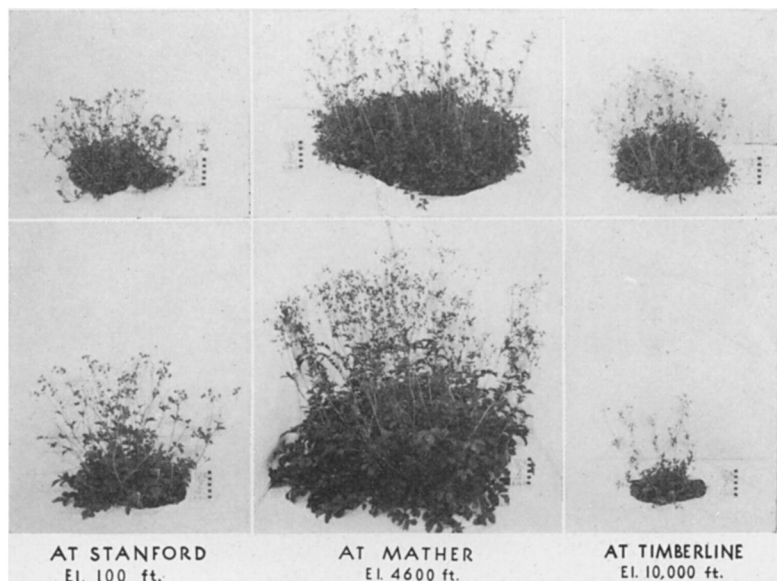 AT STANFORD
El. 100 ft.
AT MATHER
El. 4600 ft.
AT TIMBERLINE
El. 10,000 ft.